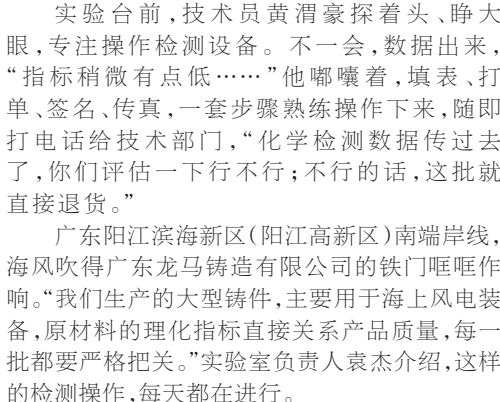 实验台前，技术员黄渭豪探着头、睁大
眼，专注操作检测设备。不一会，数据出来，
“指标稍微有点低……”他嘟囔着，填表、打
单、签名、传真，一套步骤熟练操作下来，随即
打电话给技术部门，“化学检测数据传过去
了，你们评估一下行不行；不行的话，这批就
直接退货。”
广东阳江滨海新区(阳江高新区)南端岸线，
海风吹得广东龙马铸造有限公司的铁门哐哐作
响。“我们生产的大型铸件，主要用于海上风电装
备，原材料的理化指标直接关系产品质量，每一
批都要严格把关。”实验室负责人袁杰介绍，这样
的检测操作，每天都在进行。